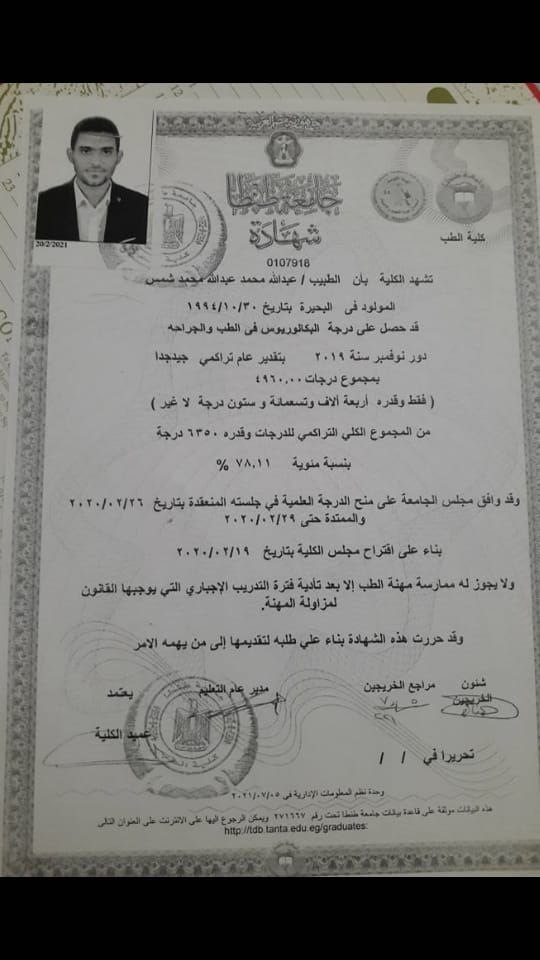 جامعة طنطا
شهادة
كلية الطب
20/2/2021
0107918
تشهد الكلية بأن الطبيب / عبدالله محمد عبدالله محمد شمس
المولود فى البحيرة بتاريخ ١٩٩٤/١٠/٣٠
قد حصل على درجة البكالوريوس فى الطب والجراحه
دور نوفمبر سنة ٢٠١٩ بتقدير عام تراكمي جيدجدا
بمجموع درجات ٤٩٦٠,٠٠
( فقط وقدره أربعة ألاف وتسعمائة و ستون درجة لا غير )
من المجموع الكلي التراكمي للدرجات وقدره ٦٣٥٠ درجة
بنسبة مئوية ٧٨,١١ %
وقد وافق مجلس الجامعة على منح الدرجة العلمية في جلسته المنعقدة بتاريخ ٢٠٢٠/٠٢/٢٦
والممتدة حتى ٢٠٢٠/٠٢/٢٩
بناء على اقتراح مجلس الكلية بتاريخ ٢٠٢٠/٠٢/١٩
ولا يجوز له ممارسة مهنة الطب إلا بعد تأدية فترة التدريب الإجباري التي يوجبها القانون
لمزاولة المهنة.
وقد حررت هذه الشهادة بناء علي طلبه لتقديمها إلى من يهمه الامر
شئون الخريجين
مراجع الخريجين
مدير عام التعليم
يعتمد
عميد الكلية
تحريرا في / /
وحدة نظم المعلومات الإدارية فى ٢٠٢١/٠٧/٠٥
هذه البيانات موثقة على قاعدة بيانات جامعة طنطا تحت رقم ٢٧١٦٦٧ ويمكن الرجوع اليها على الانترنت على العنوان التالى
http://tdb.tanta.edu.eg/graduates: